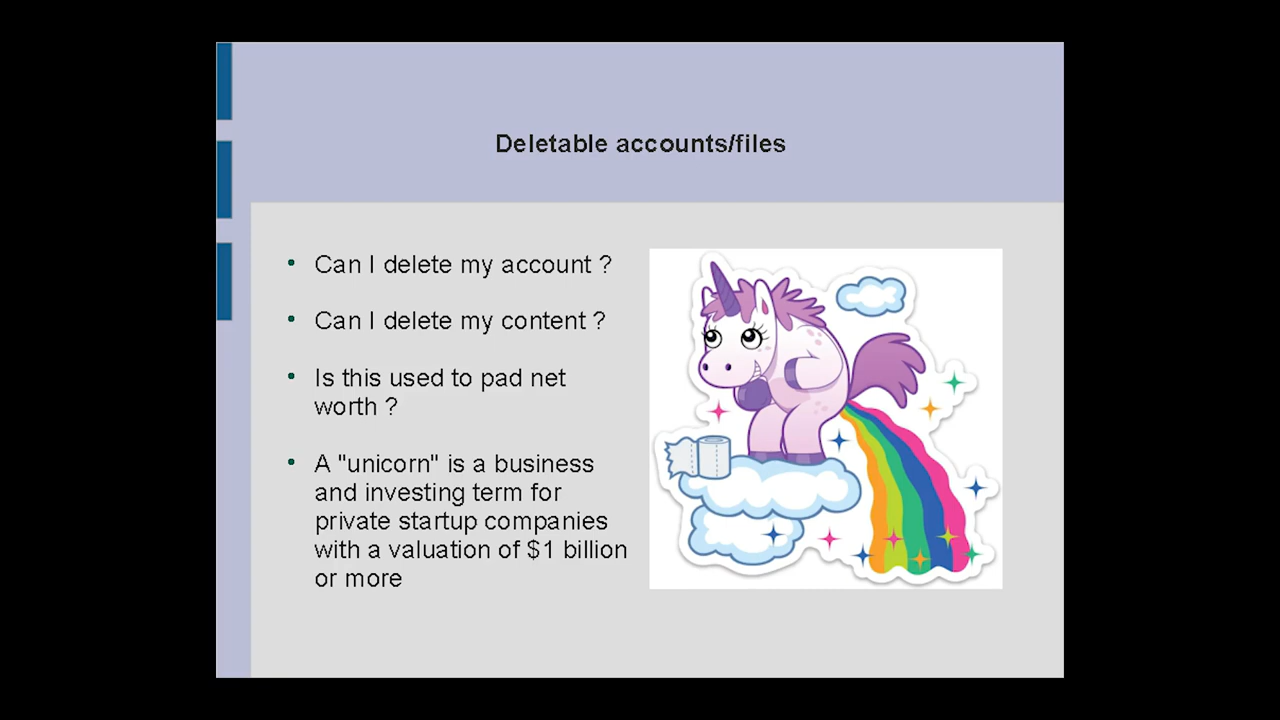 Deletable accounts/files
• Can I delete my account ?
• Can I delete my content ?
• Is this used to pad net
worth ?
• A "unicorn" is a business
and investing term for
private startup companies
with a valuation of $1 billion
or more